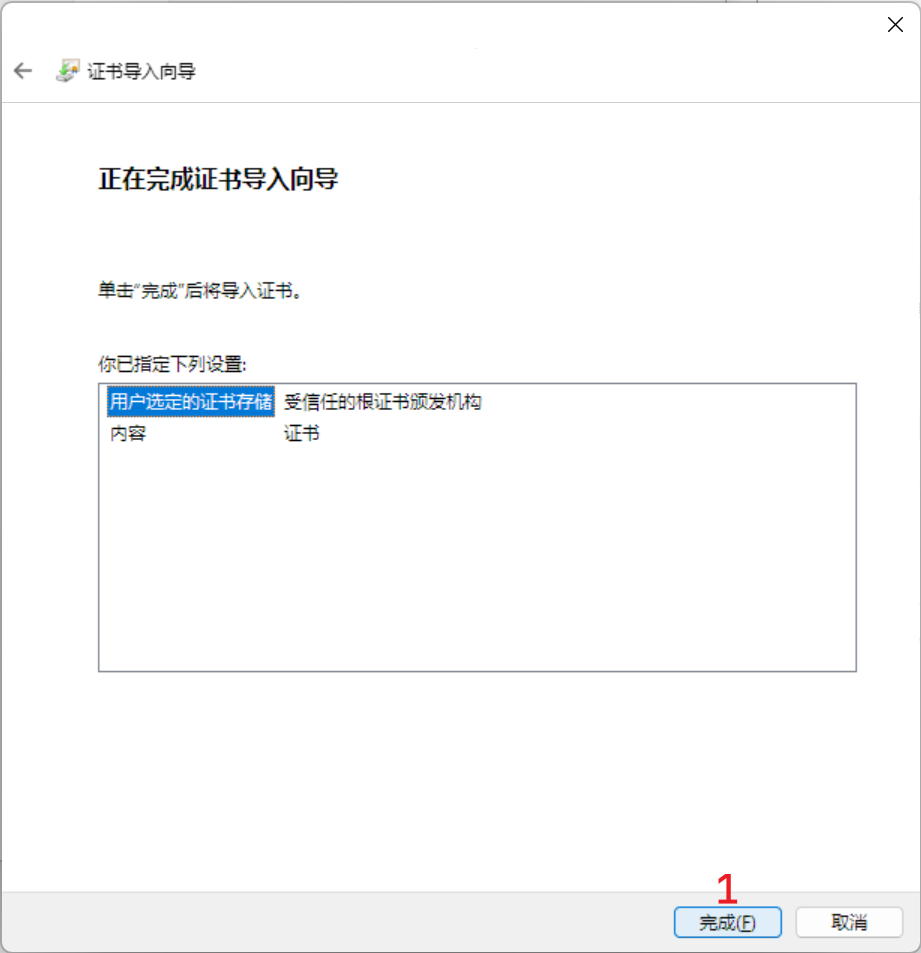 证书导入向导
正在完成证书导入向导
单击“完成”后将导入证书。
你已指定下列设置:
用户选定的证书存储 受信任的根证书颁发机构
内容 证书
1
完成(F) 取消